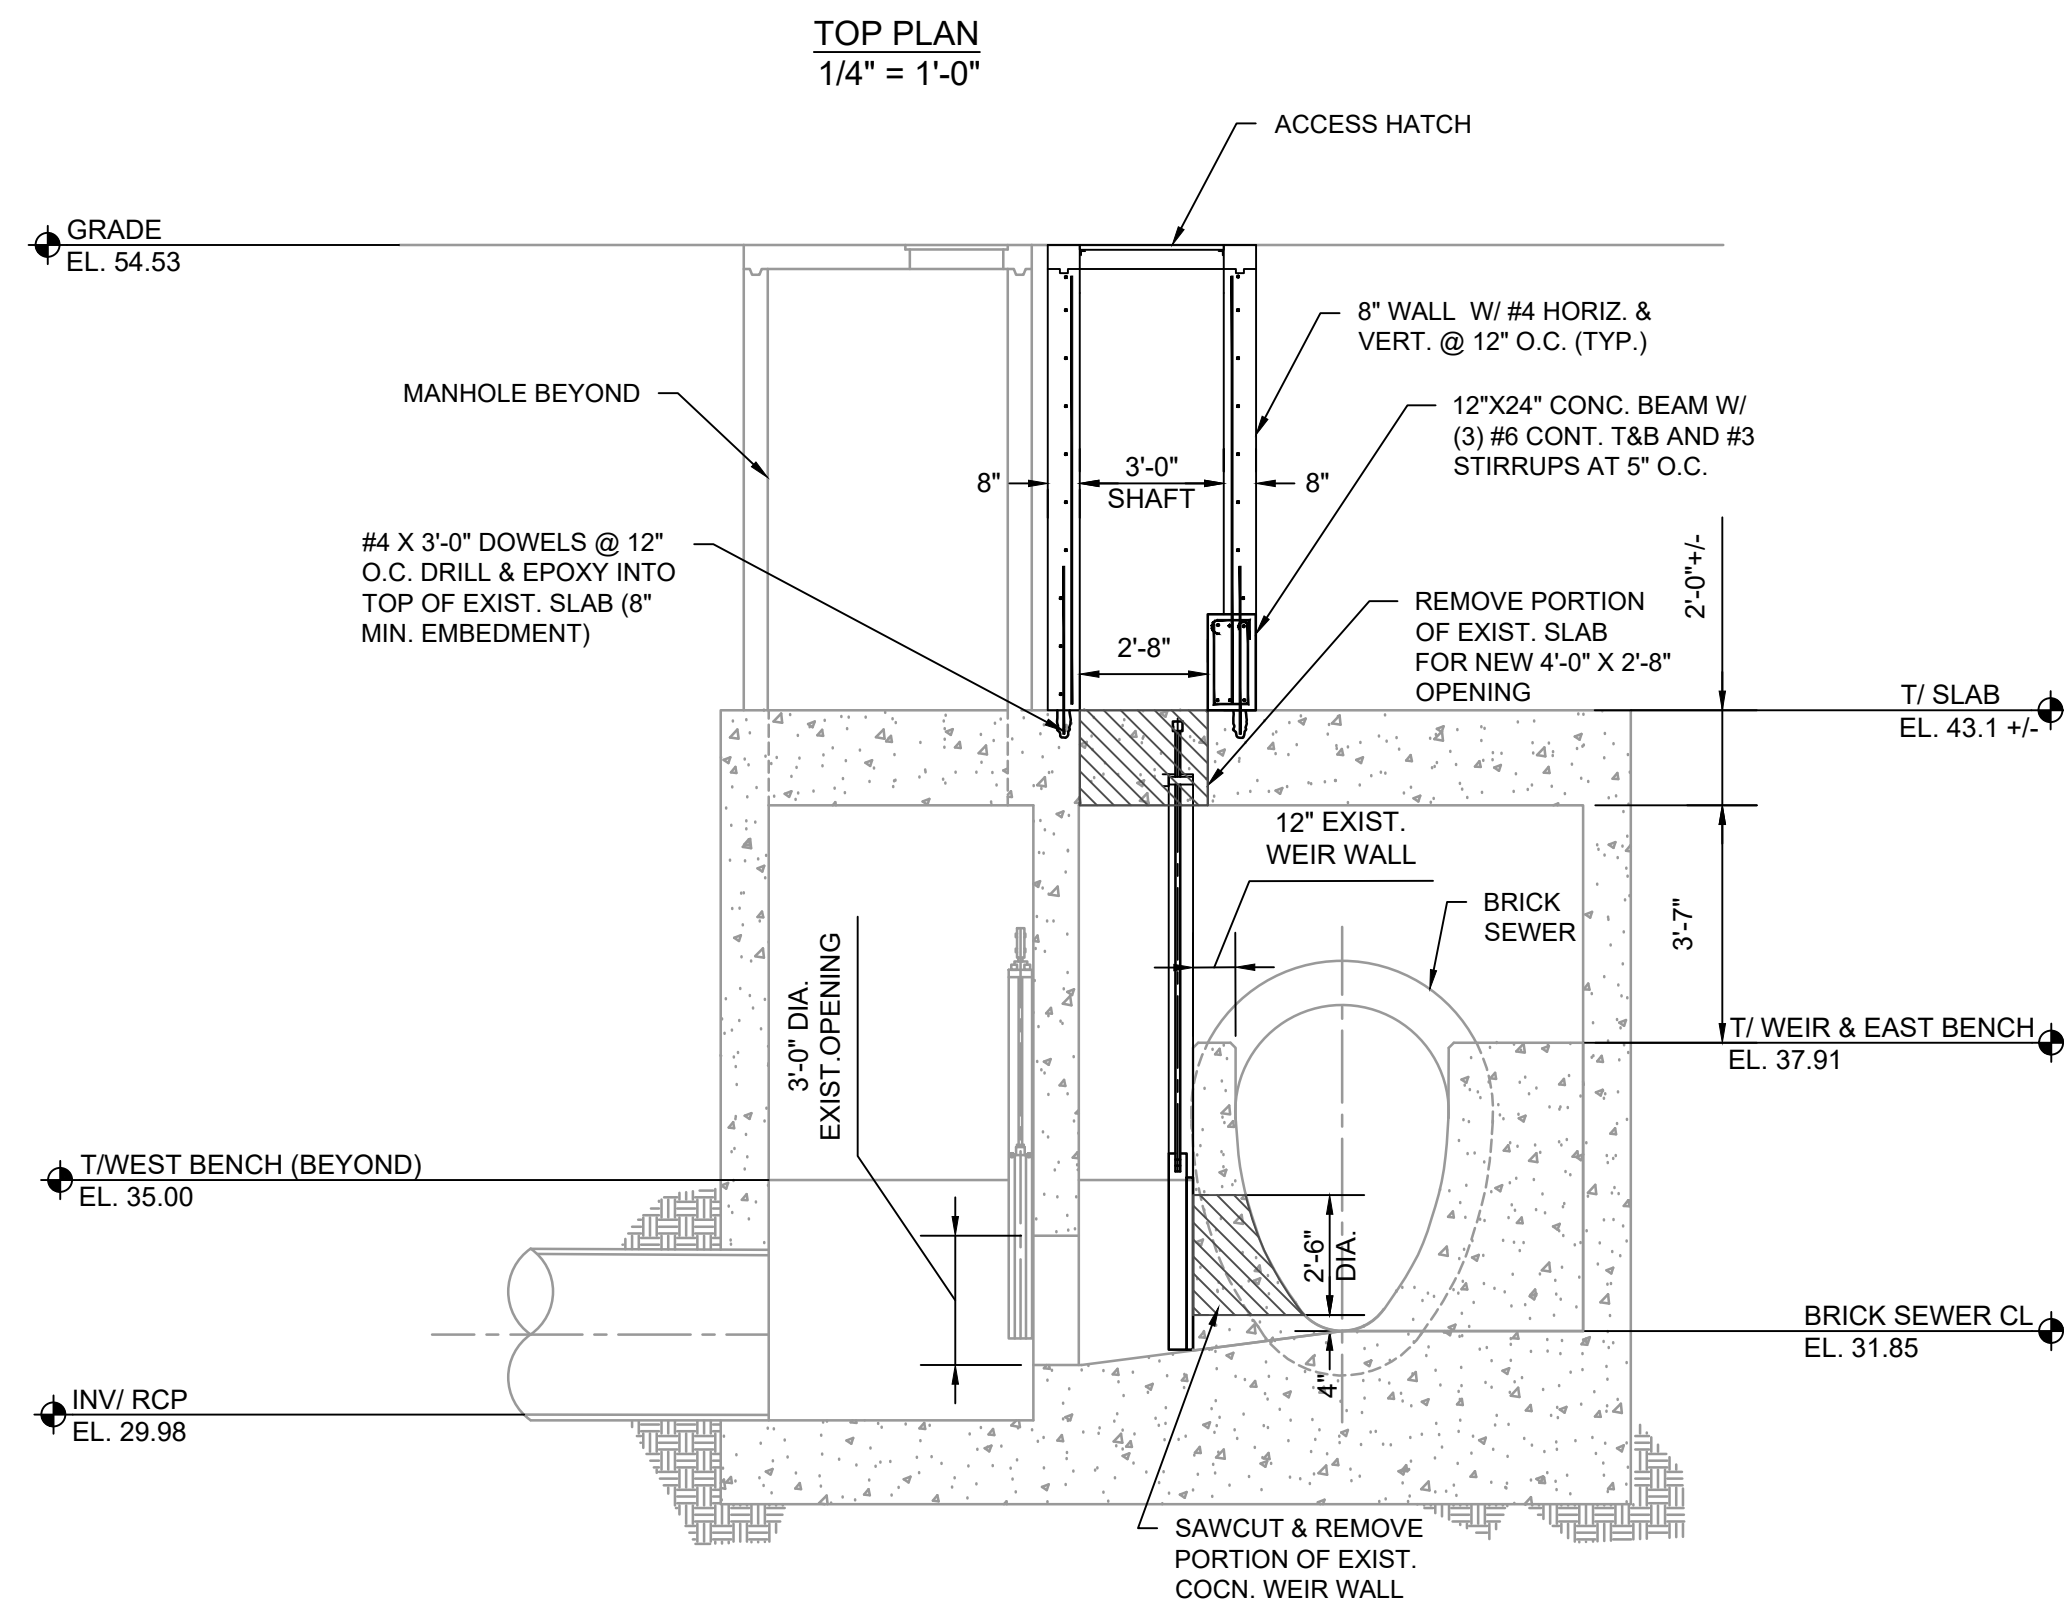 TOP PLAN
1/4" = 1'-0"
ACCESS HATCH
GRADE
EL. 54.53
8" WALL W/ #4 HORIZ. &
VERT. @ 12" O.C. (TYP.)
MANHOLE BEYOND
12"X24" CONC. BEAM W/
(3) #6 CONT. T&B AND #3
STIRRUPS AT 5" O.C.
8"
3'-0"
SHAFT
8"
#4 X 3'-0" DOWELS @ 12"
O.C. DRILL & EPOXY INTO
TOP OF EXIST. SLAB (8"
MIN. EMBEDMENT)
2'-0"+/-
REMOVE PORTION
OF EXIST. SLAB
FOR NEW 4'-0" X 2'-8"
OPENING
2'-8"
T/ SLAB
EL. 43.1 +/-
12" EXIST.
WEIR WALL
BRICK
SEWER
3'-7"
3'-0" DIA.
EXIST.OPENING
T/ WEIR & EAST BENCH
EL. 37.91
T/WEST BENCH (BEYOND)
EL. 35.00
2'-6"
DIA.
BRICK SEWER CL
EL. 31.85
4"
INV/ RCP
EL. 29.98
SAWCUT & REMOVE
PORTION OF EXIST.
COCN. WEIR WALL